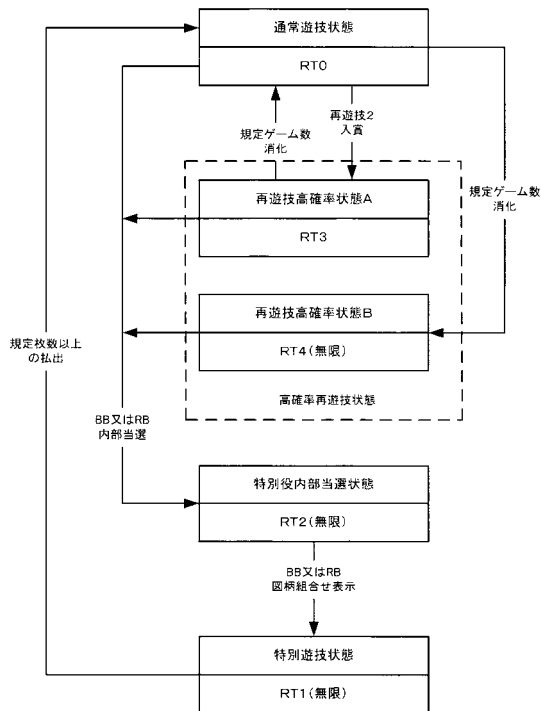 通常遊技状態
RT0
規定ゲーム数
消化
再遊技2
入賞
規定ゲーム数
消化
再遊技高確率状態A
RT3
再遊技高確率状態B
RT4(無限)
高確率再遊技状態
規定枚数以上
の払出
BB又はRB
内部当選
特別役内部当選状態
RT2(無限)
BB又はRB
図柄組合せ表示
特別遊技状態
RT1(無限)